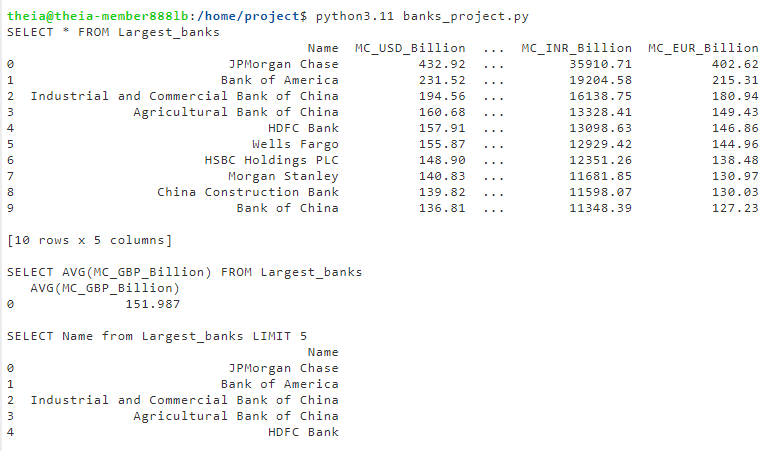 theia@theia-member888lb:/home/project$ python3.11 banks_project.py
SELECT * FROM Largest_banks
Name MC_USD_Billion ... MC_INR_Billion MC_EUR_Billion
0 JPMorgan Chase 432.92 ... 35910.71 402.62
1 Bank of America 231.52 ... 19204.58 215.31
2 Industrial and Commercial Bank of China 194.56 ... 16138.75 180.94
3 Agricultural Bank of China 160.68 ... 13328.41 149.43
4 HDFC Bank 157.91 ... 13098.63 146.86
5 Wells Fargo 155.87 ... 12929.42 144.96
6 HSBC Holdings PLC 148.90 ... 12351.26 138.48
7 Morgan Stanley 140.83 ... 11681.85 130.97
8 China Construction Bank 139.82 ... 11598.07 130.03
9 Bank of China 136.81 ... 11348.39 127.23
[10 rows x 5 columns]
SELECT AVG(MC_GBP_Billion) FROM Largest_banks
AVG(MC_GBP_Billion)
0 151.987
SELECT Name from Largest_banks LIMIT 5
Name
0 JPMorgan Chase
1 Bank of America
2 Industrial and Commercial Bank of China
3 Agricultural Bank of China
4 HDFC Bank